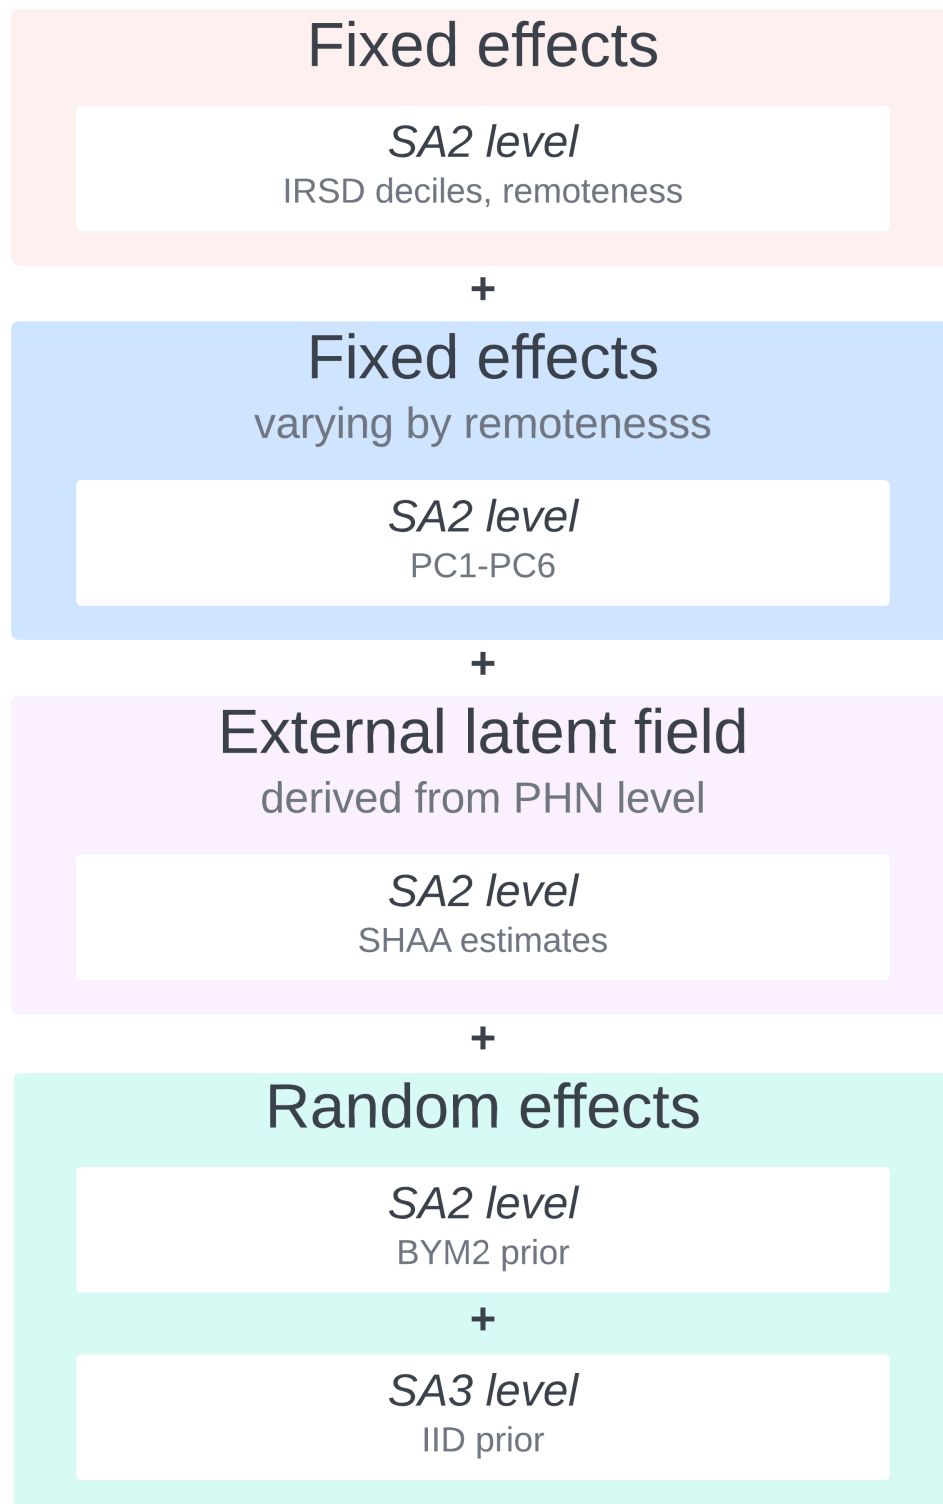 Fixed effects
SA2 level
IRSD deciles, remoteness
+
Fixed effects
varying by remotenesss
SA2 level
PC1-PC6
+
External latent field
derived from PHN level
SA2 level
SHAA estimates
+
Random effects
SA2 level
BYM2 prior
+
SA3 level
IID prior